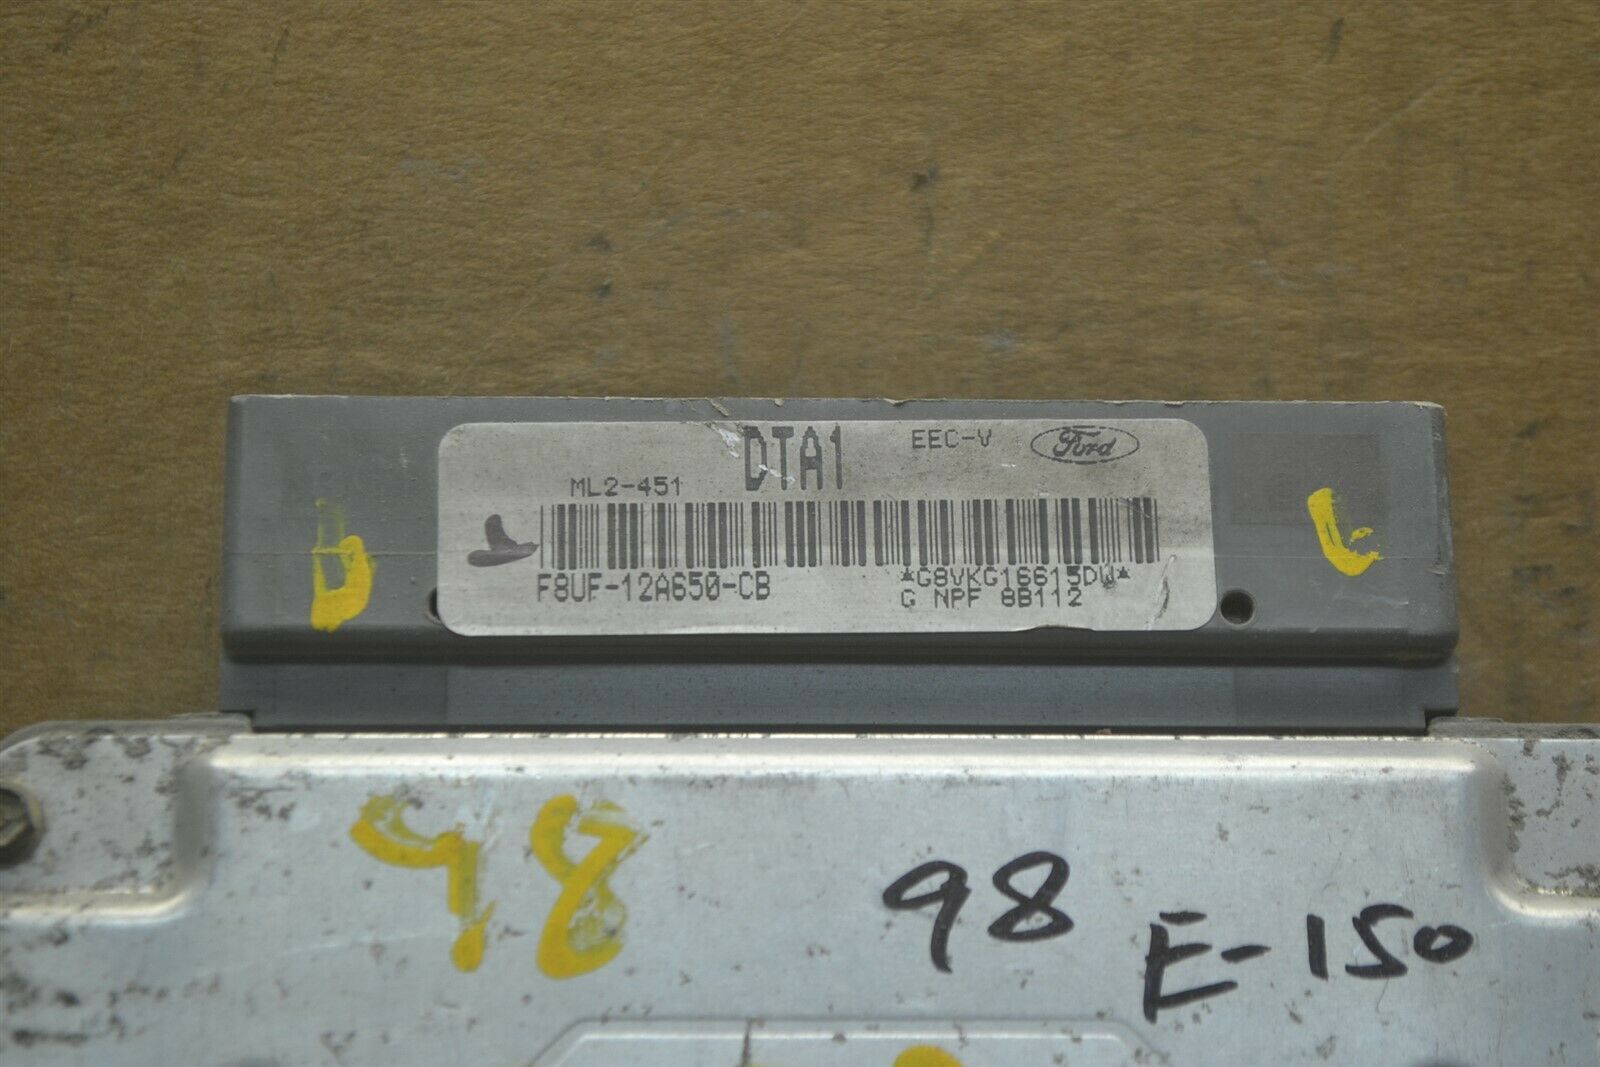 DTA1 EEC-V Ford
ML2-451
F8UF-12A650-CB *G8VKG16615DW*
G NPF 8B112
98
98
E-150